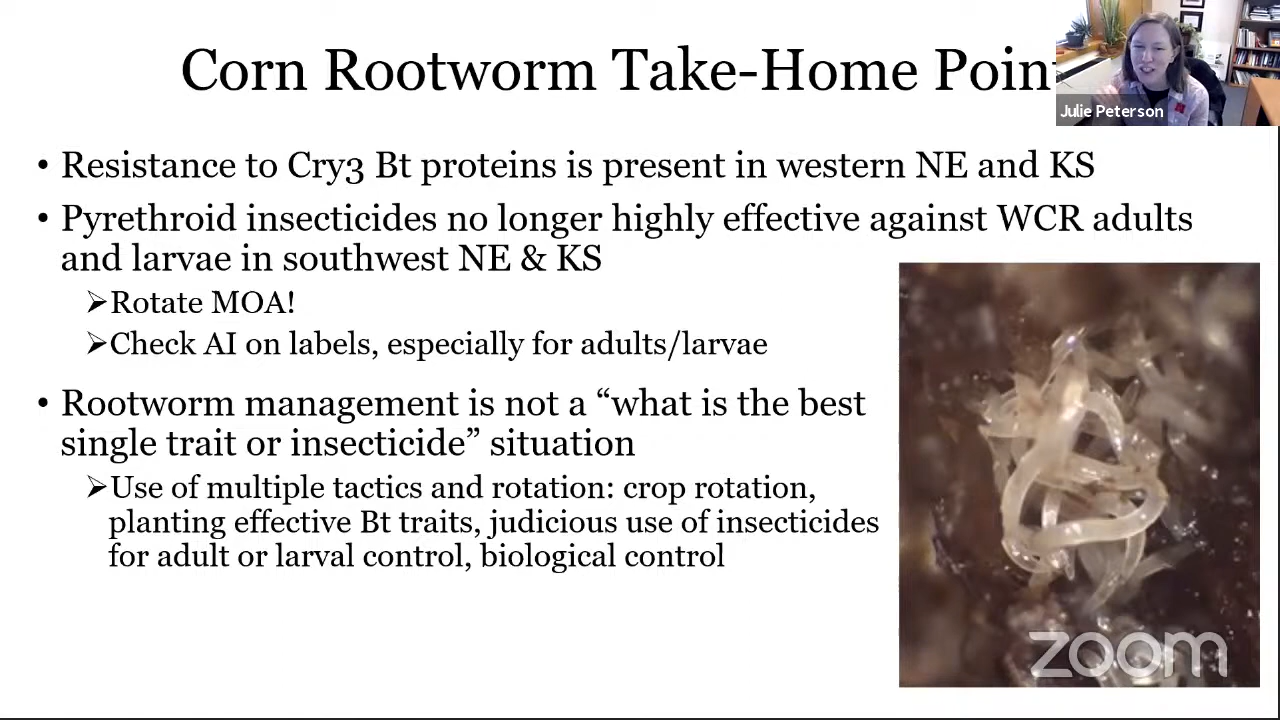 Corn Rootworm Take-Home Poin
Julie Peterson
• Resistance to Cry3 Bt proteins is present in western NE and KS
• Pyrethroid insecticides no longer highly effective against WCR adults
and larvae in southwest NE & KS
➢Rotate MOA!
➢Check AI on labels, especially for adults/larvae
• Rootworm management is not a “what is the best
single trait or insecticide” situation
➢Use of multiple tactics and rotation: crop rotation,
planting effective Bt traits, judicious use of insecticides
for adult or larval control, biological control
zoom